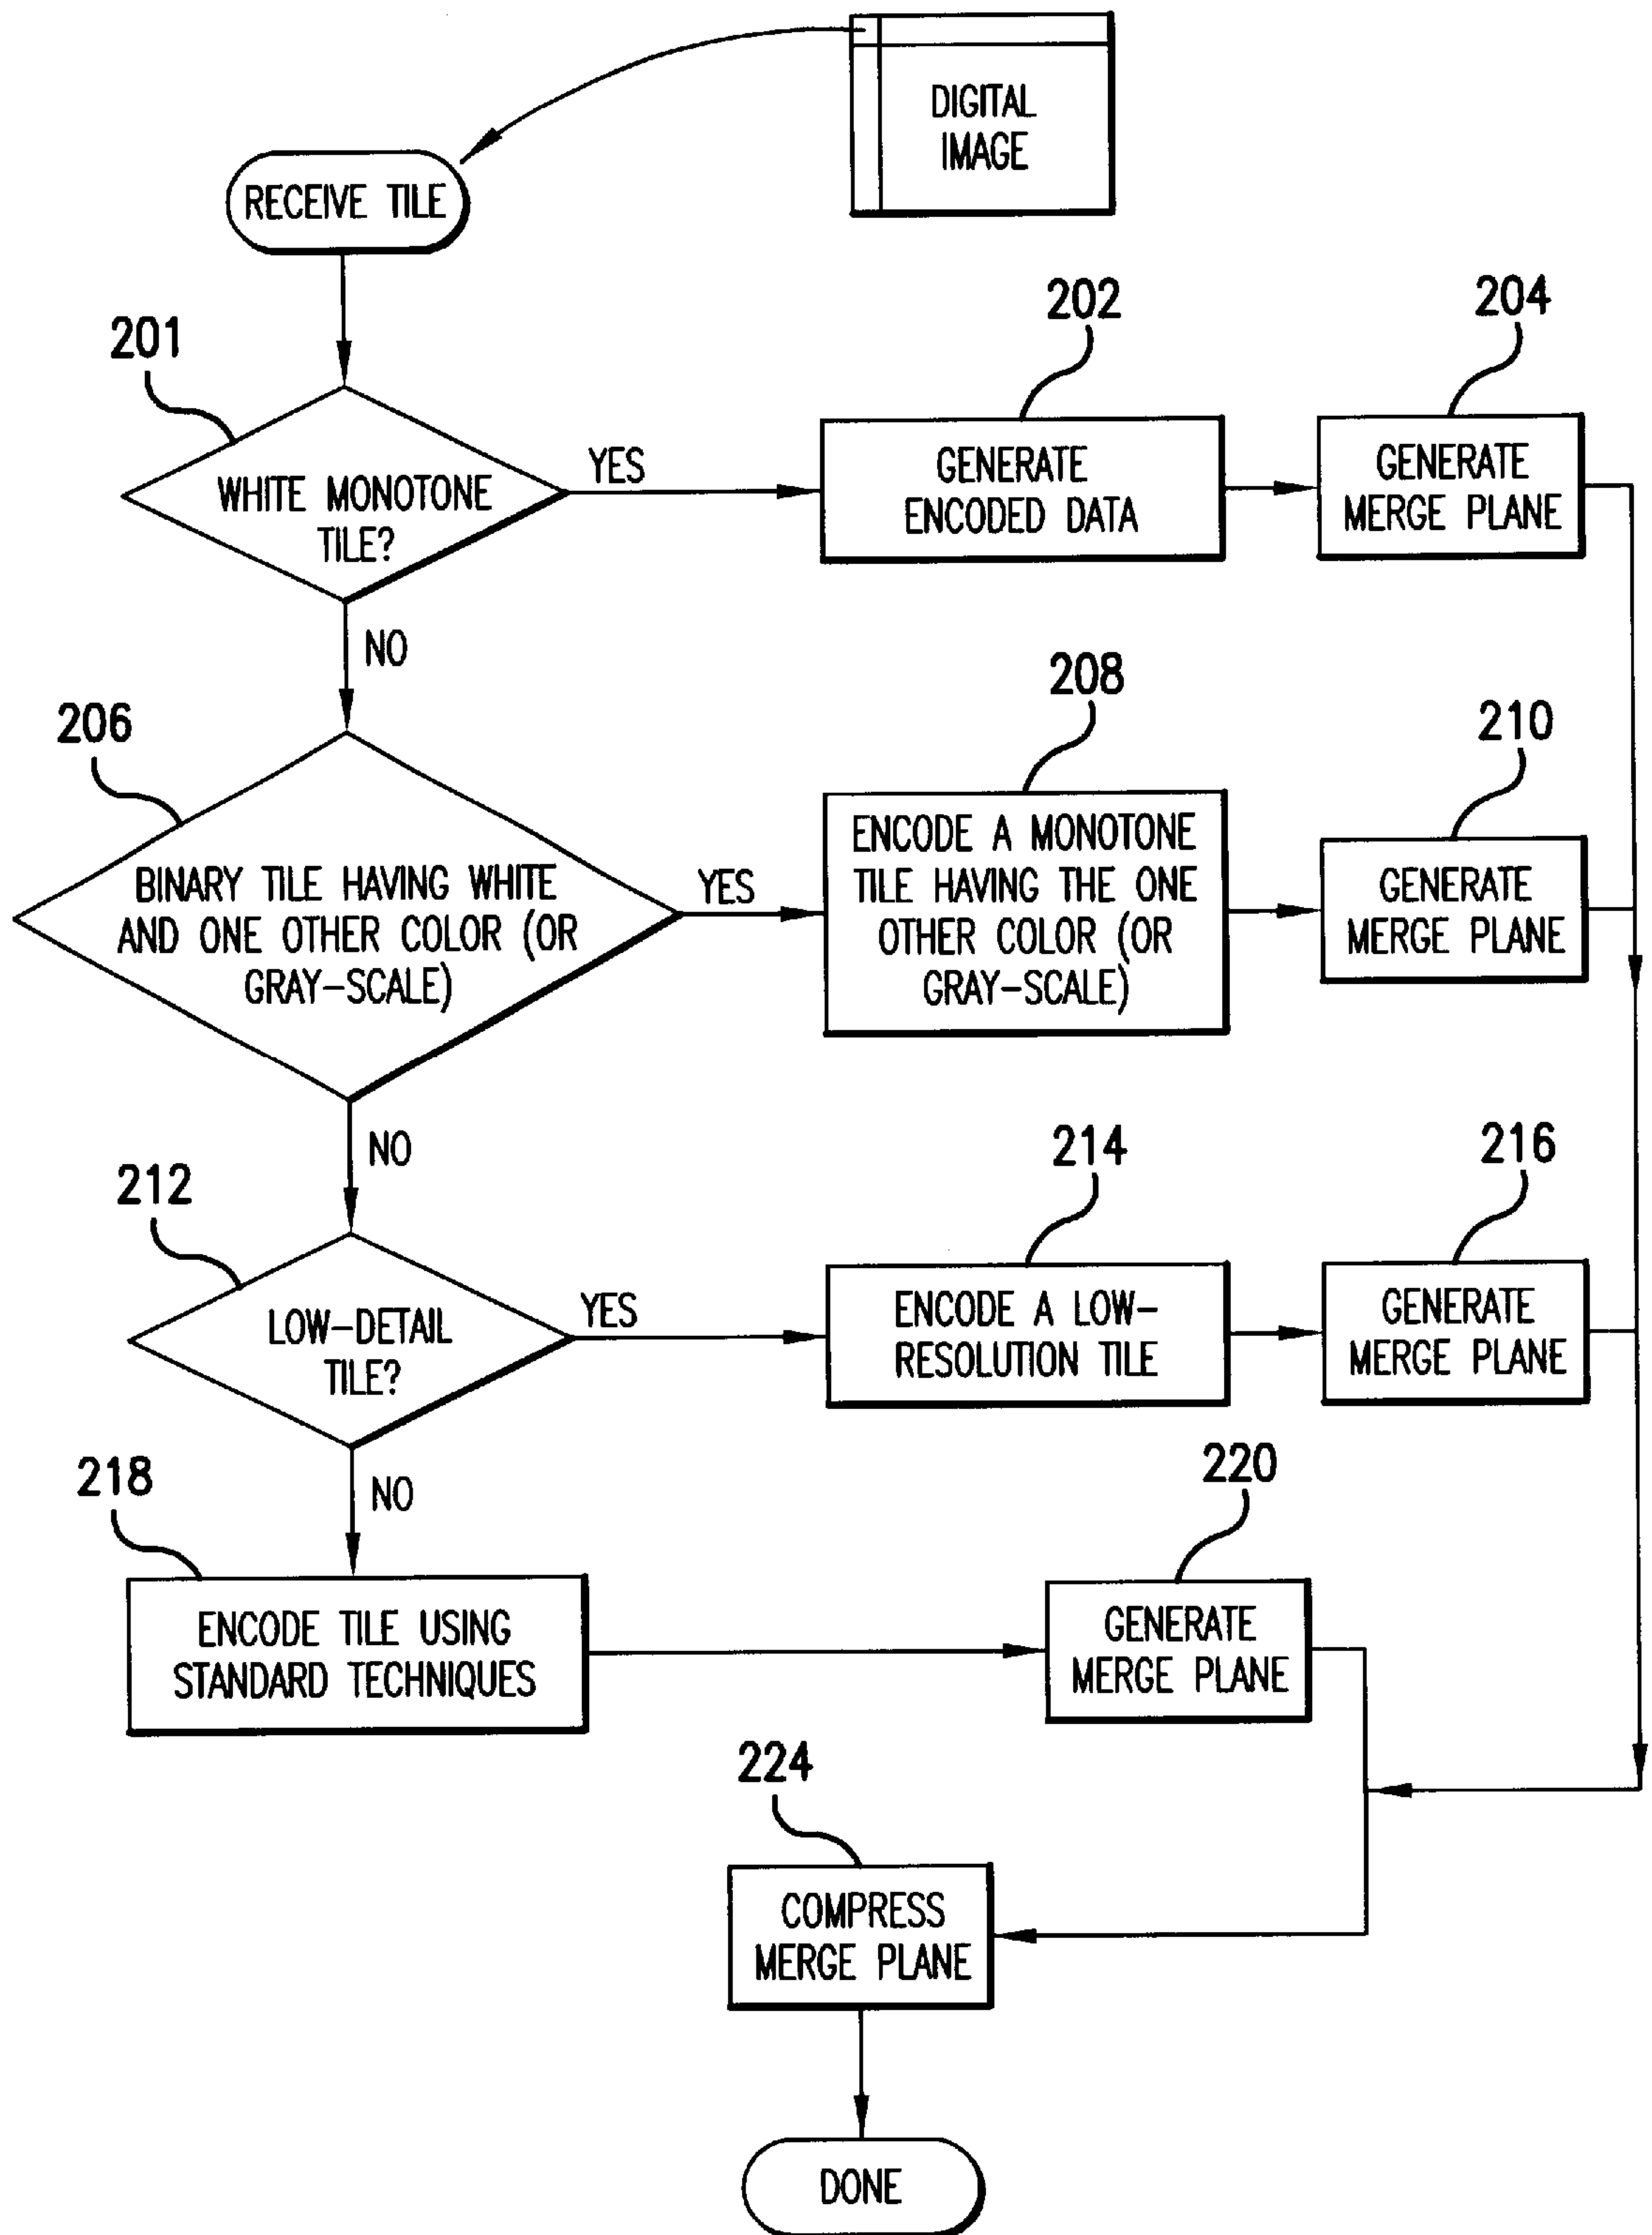 DIGITAL
IMAGE
RECEIVE TILE
201
WHITE MONOTONE
TILE?
YES
NO
202
GENERATE
ENCODED DATA
204
GENERATE
MERGE PLANE
206
BINARY TILE HAVING WHITE
AND ONE OTHER COLOR (OR
GRAY-SCALE)
YES
NO
208
ENCODE A MONOTONE
TILE HAVING THE ONE
OTHER COLOR (OR
GRAY-SCALE)
210
GENERATE
MERGE PLANE
212
LOW-DETAIL
TILE?
YES
NO
214
ENCODE A LOW-
RESOLUTION TILE
216
GENERATE
MERGE PLANE
218
ENCODE TILE USING
STANDARD TECHNIQUES
220
GENERATE
MERGE PLANE
224
COMPRESS
MERGE PLANE
DONE